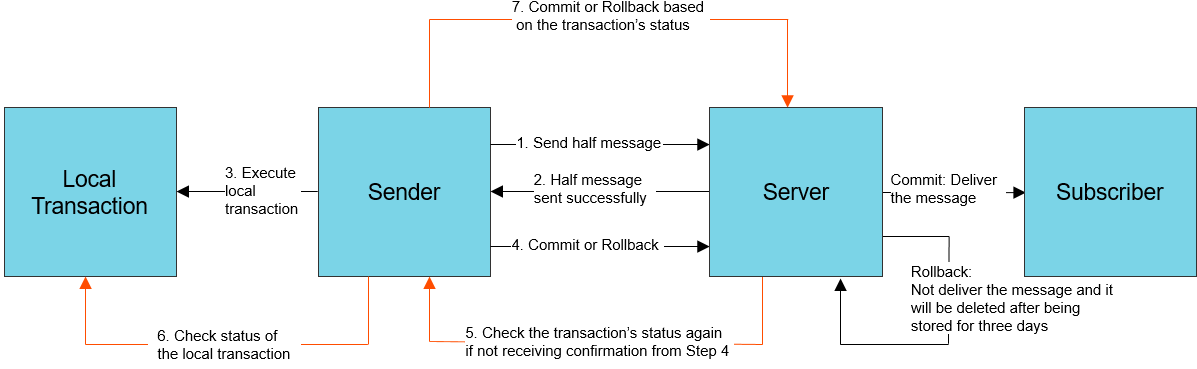 7. Commit or Rollback based
on the transaction's status
Local
Transaction
3. Execute
local
transaction
Sender
1. Send half message
2. Half message
sent successfully
4. Commit or Rollback
Server
Commit: Deliver
the message
Subscriber
Rollback:
Not deliver the message and it
will be deleted after being
stored for three days
6. Check status of
the local transaction
5. Check the transaction's status again
if not receiving confirmation from Step 4